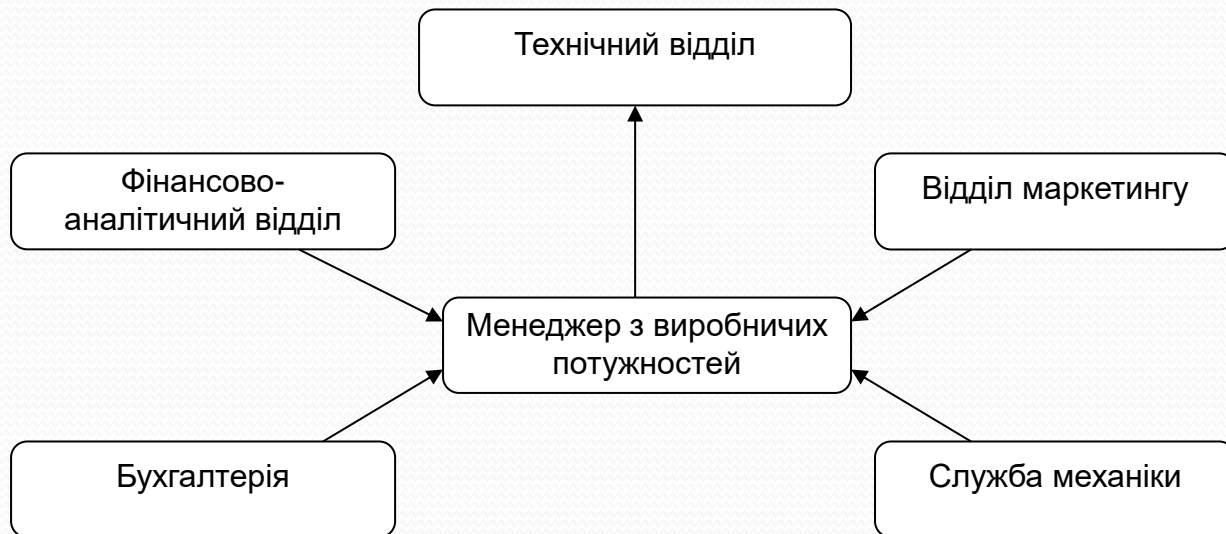 Технічний відділ
Фінансово-
аналітичний відділ
Відділ маркетингу
Менеджер з виробничих
потужностей
Бухгалтерія
Служба механіки